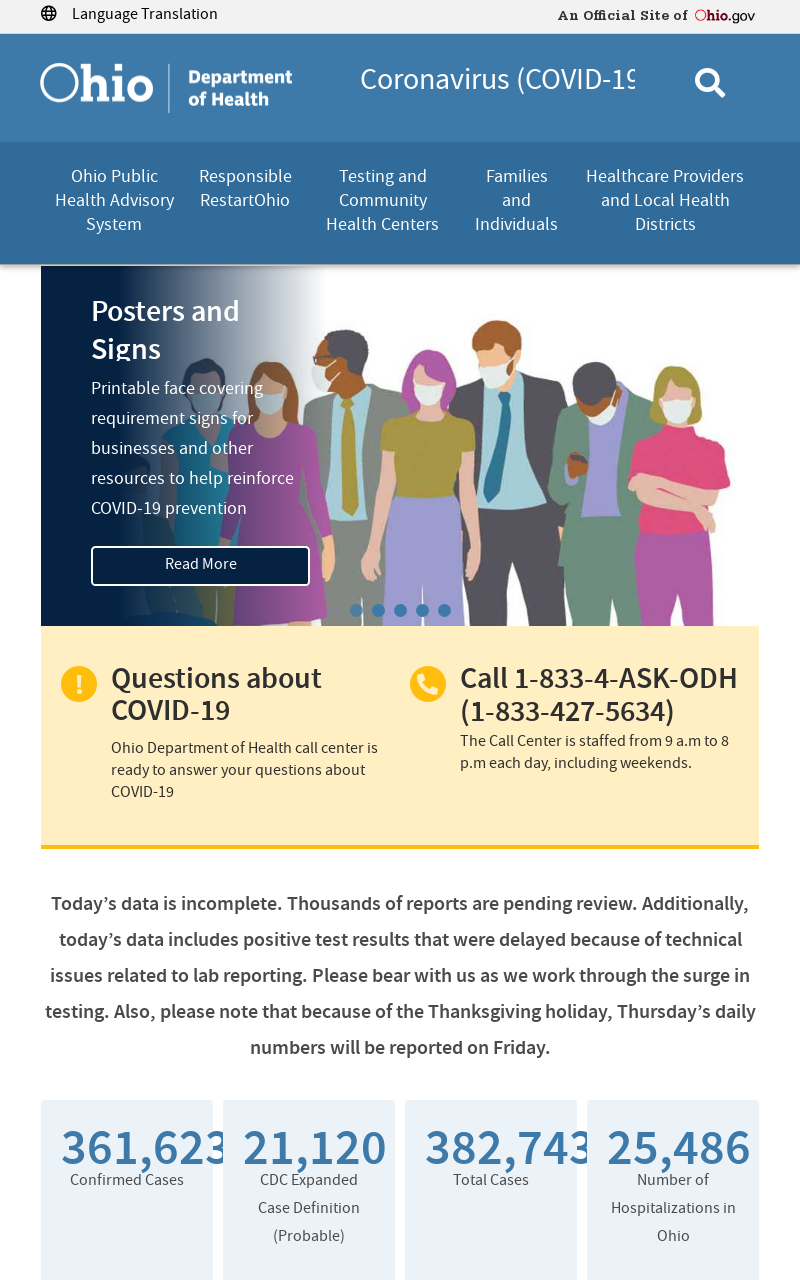 Language Translation
An Official Site of Ohio.gov
Ohio
Department
of Health
Coronavirus (COVID-19
Ohio Public
Health Advisory
System
Responsible
RestartOhio
Testing and
Community
Health Centers
Families
and
Individuals
Healthcare Providers
and Local Health
Districts
Posters and
Signs
Printable face covering
requirement signs for
businesses and other
resources to help reinforce
COVID-19 prevention
Read More
Questions about
COVID-19
Ohio Department of Health call center is
ready to answer your questions about
COVID-19
Call 1-833-4-ASK-ODH
(1-833-427-5634)
The Call Center is staffed from 9 a.m to 8
p.m each day, including weekends.
Today’s data is incomplete. Thousands of reports are pending review. Additionally,
today’s data includes positive test results that were delayed because of technical
issues related to lab reporting. Please bear with us as we work through the surge in
testing. Also, please note that because of the Thanksgiving holiday, Thursday’s daily
numbers will be reported on Friday.
361,623
Confirmed Cases
21,120
CDC Expanded
Case Definition
(Probable)
382,743
Total Cases
25,486
Number of
Hospitalizations in
Ohio